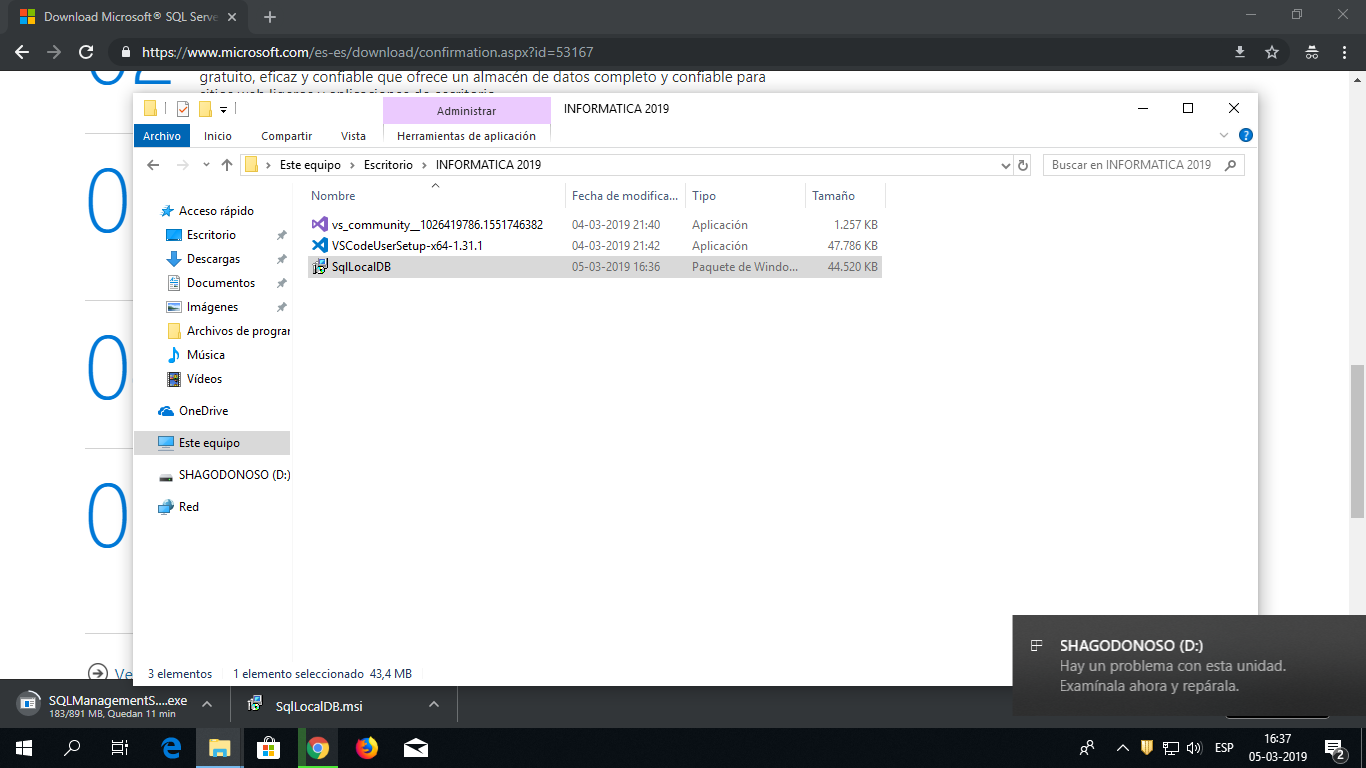 Download Microsoft® SQL Serve
https://www.microsoft.com/es-es/download/confirmation.aspx?id=53167
02
gratuito, eficaz y confiable que ofrece un almacén de datos completo y confiable para
Administrar
INFORMATICA 2019
Archivo
Inicio
Compartir
Vista
Herramientas de aplicación
Este equipo
Escritorio
INFORMATICA 2019
Buscar en INFORMATICA 2019
Nombre
Fecha de modifica...
Tipo
Tamaño
vs_community__1026419786.1551746382
04-03-2019 21:40
Aplicación
1.257 KB
VSCodeUserSetup-x64-1.31.1
04-03-2019 21:42
Aplicación
47.786 KB
SqlLocalDB
05-03-2019 16:36
Paquete de Windo...
44.520 KB
Acceso rápido
Escritorio
Descargas
Documentos
Imágenes
Archivos de prograr
Música
Vídeos
OneDrive
Este equipo
SHAGODONOSO (D:)
Red
0
0
0
3 elementos
1 elemento seleccionado 43,4 MB
Ve
SHAGODONOSO (D:)
Hay un problema con esta unidad.
Examínala ahora y repárala.
SQLManagementS....exe
183/891 MB, Quedan 11 min
SqlLocalDB.msi
ESP
16:37
05-03-2019
2